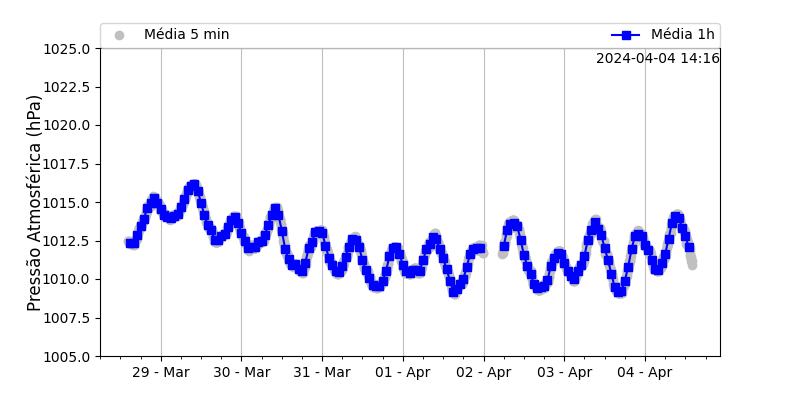 Média 5 min
Média 1h
2024-04-04 14:16
Pressão Atmosférica (hPa)
1025.0
1022.5
1020.0
1017.5
1015.0
1012.5
1010.0
1007.5
1005.0
29 - Mar
30 - Mar
31 - Mar
01 - Apr
02 - Apr
03 - Apr
04 - Apr